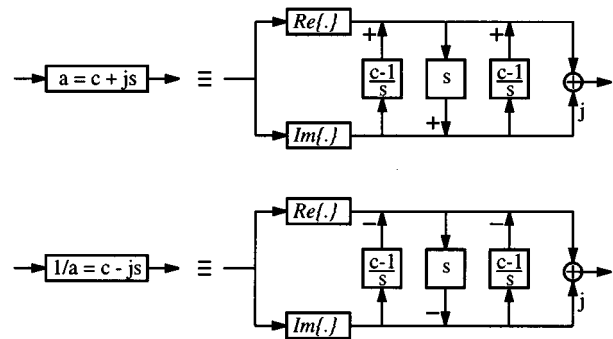 Re{.}
+ +
a = c + js ≡ c-1 s c-1
s s
+
Im{.} j
Re{.}
− −
1/a = c - js ≡ c-1 s c-1
s s
−
Im{.} j